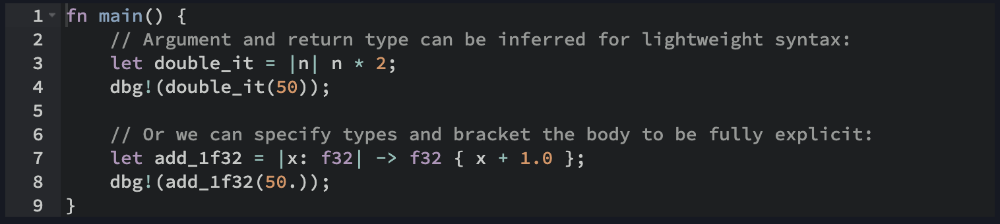 1 fn main() {
2     // Argument and return type can be inferred for lightweight syntax:
3     let double_it = |n| n * 2;
4     dbg!(double_it(50));
5
6     // Or we can specify types and bracket the body to be fully explicit:
7     let add_1f32 = |x: f32| -> f32 { x + 1.0 };
8     dbg!(add_1f32(50.));
9 }